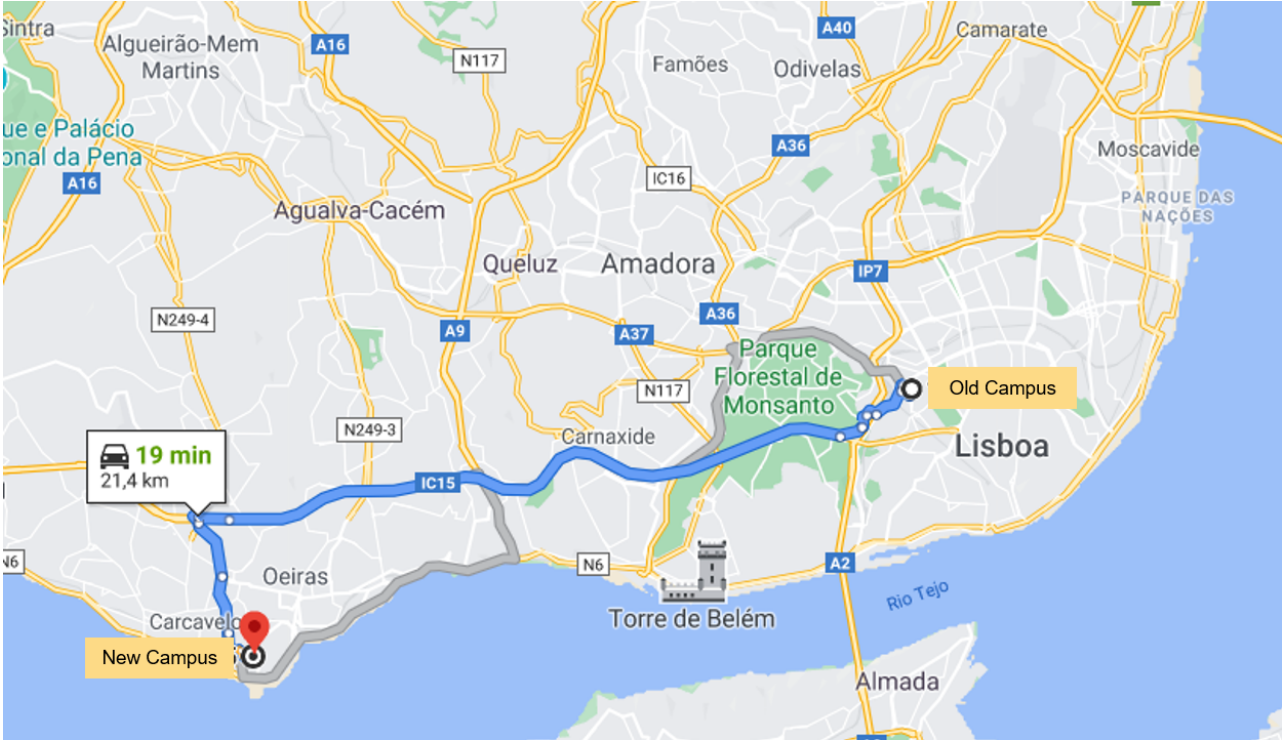 Sintra
Algueirão-Mem
Martins
A16
N117
A40
Camarate
Famões
Odivelas
ue e Palácio
onal da Pena
A16
A36
Moscavide
IC16
PARQUE DAS
NAÇÕES
Agualva-Cacém
Queluz
Amadora
IP7
N249-4
A9
A37
A36
Parque
Florestal de
Monsanto
N117
Old Campus
N249-3
Carnaxide
Lisboa
19 min
21,4 km
IC15
N6
N6
A2
Oeiras
Rio Tejo
Carcavelo
Torre de Belém
New Campus
Almada